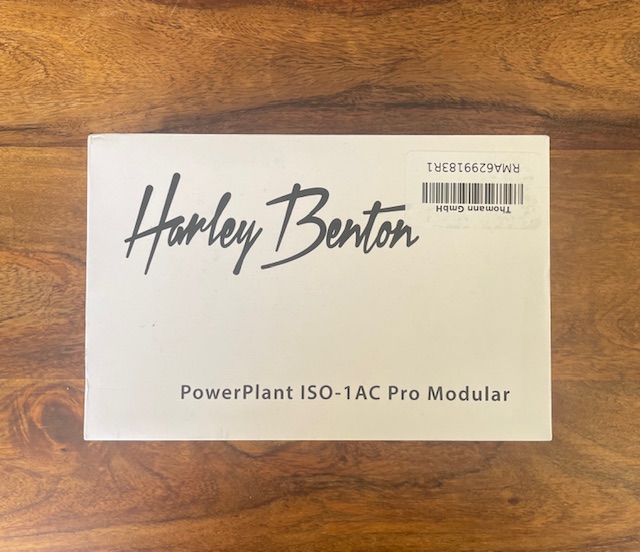 Harley Benton
Thomann GmbH
RMA6299183R1
PowerPlant ISO-1AC Pro Modular